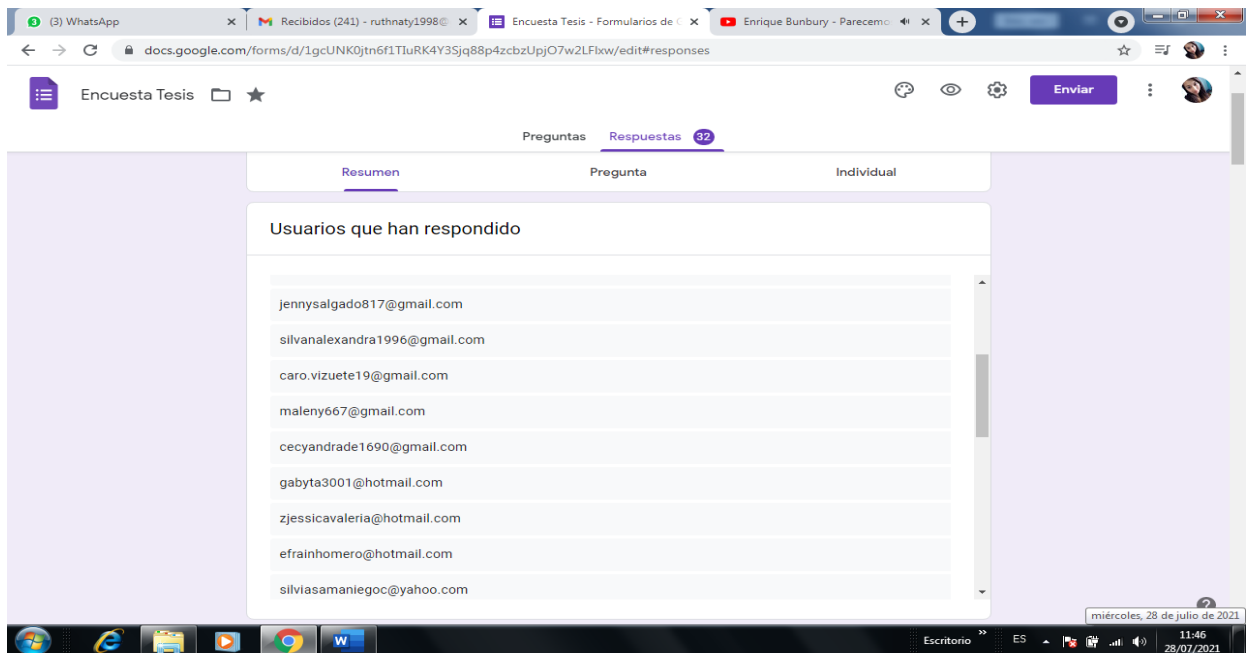 (3) WhatsApp
Recibidos (241) - ruthnaty1998@
Encuesta Tesis - Formularios de G
Enrique Bunbury - Parecemo
docs.google.com/forms/d/1gcUNK0jtn6f1TIuRK4Y3Sjq88p4zcbzUpjO7w2LFlxw/edit#responses
Encuesta Tesis
Enviar
Preguntas Respuestas 32
Resumen Pregunta Individual
Usuarios que han respondido
jennysalgado817@gmail.com
silvanalexandra1996@gmail.com
caro.vizuete19@gmail.com
maleny667@gmail.com
cecyandrade1690@gmail.com
gabyta3001@hotmail.com
zjessicavaleria@hotmail.com
efrainhomero@hotmail.com
silviasamaniegoc@yahoo.com
miércoles, 28 de julio de 2021
Escritorio » ES 11:46
28/07/2021